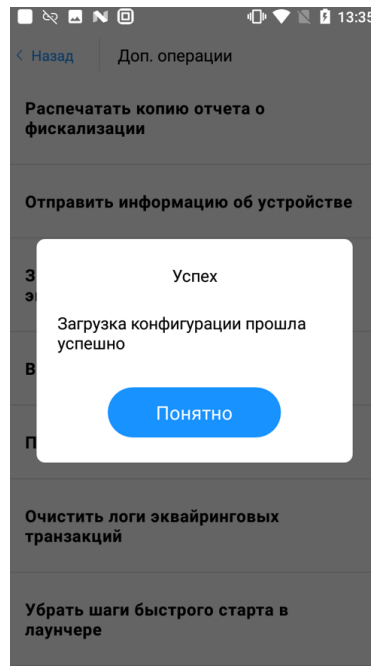 13:35
Назад
Доп. операции
Распечатать копию отчета о
фискализации
Отправить информацию об устройстве
Успех
Загрузка конфигурации прошла
успешно
Понятно
Очистить логи эквайринговых
транзакций
Убрать шаги быстрого старта в
лаунчере